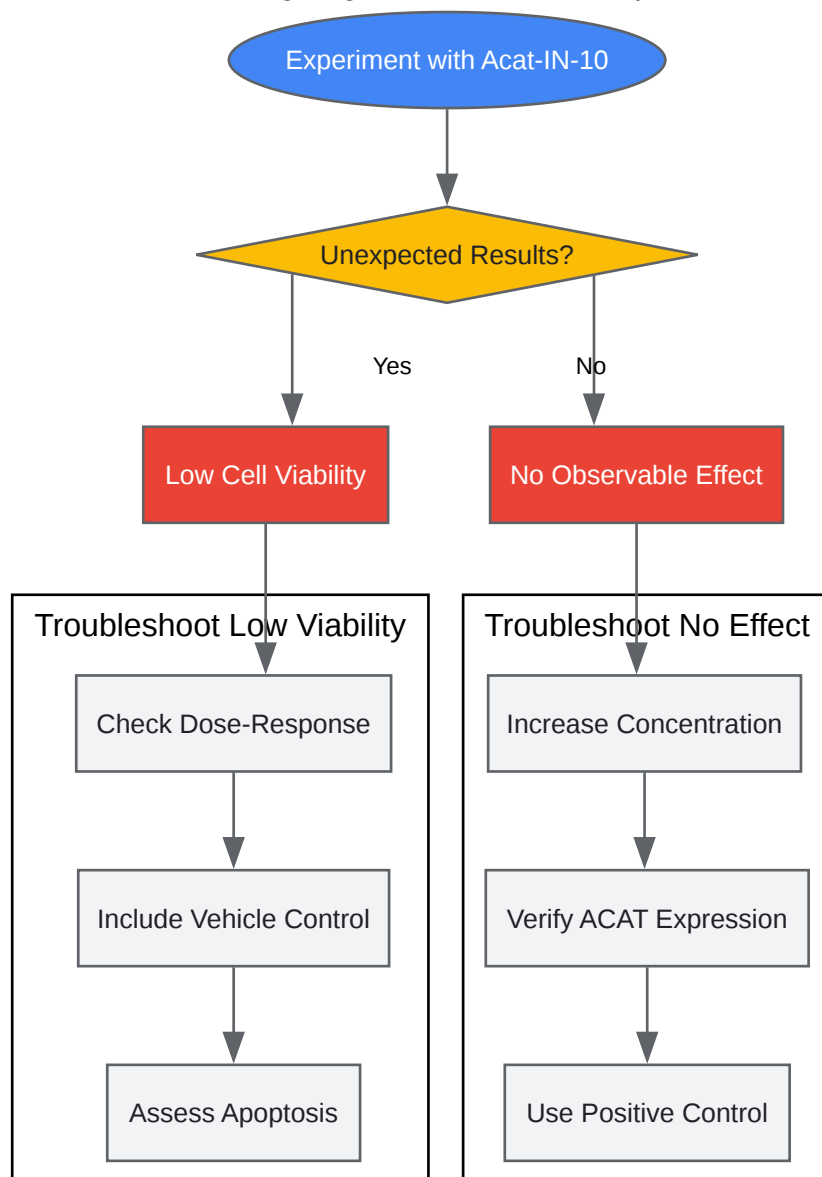 Experiment with Acat-IN-10
Unexpected Results?
Yes
No
Low Cell Viability
No Observable Effect
Troubleshoot Low Viability
Troubleshoot No Effect
Check Dose-Response
Increase Concentration
Include Vehicle Control
Verify ACAT Expression
Assess Apoptosis
Use Positive Control